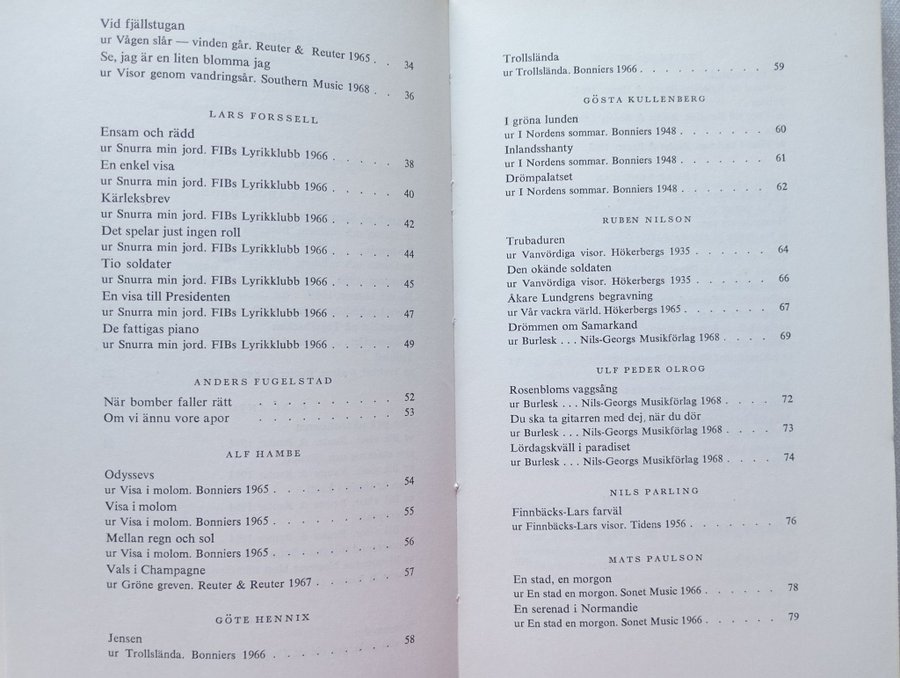 Vid fjällstugan
ur Vågen slår — vinden går. Reuter & Reuter 1965 . . 34
Se, jag är en liten blomma jag
ur Visor genom vandringsår. Southern Music 1968 . . 36
LARS FORSSELL
Ensam och rädd
ur Snurra min jord. FIBs Lyrikklubb 1966 . . . . . 38
En enkel visa
ur Snurra min jord. FIBs Lyrikklubb 1966 . . . . . 40
Kärleksbrev
ur Snurra min jord. FIBs Lyrikklubb 1966 . . . . . 42
Det spelar just ingen roll
ur Snurra min jord. FIBs Lyrikklubb 1966 . . . . . 44
Tio soldater
ur Snurra min jord. FIBs Lyrikklubb 1966 . . . . . 45
En visa till Presidenten
ur Snurra min jord. FIBs Lyrikklubb 1966 . . . . . 47
De fattigas piano
ur Snurra min jord. FIBs Lyrikklubb 1966 . . . . . 49
ANDERS FUGELSTAD
När bomber faller rätt . . . . . . . . . 52
Om vi ännu vore apor . . . . . . . . . 53
ALF HAMBE
Odyssevs
ur Visa i molom. Bonniers 1965 . . . . . . . . 54
Visa i molom
ur Visa i molom. Bonniers 1965 . . . . . . . . 55
Mellan regn och sol
ur Visa i molom. Bonniers 1965 . . . . . . . . 56
Vals i Champagne
ur Gröne greven. Reuter & Reuter 1967 . . . . . 57
GÖTE HENNIX
Jensen
ur Trollslända. Bonniers 1966 . . . . . . . . 58
Trollslända
ur Trollslända. Bonniers 1966 . . . . . . . . 59
GÖSTA KULLENBERG
I gröna lunden
ur I Nordens sommar. Bonniers 1948 . . . . . . 60
Inlandsshanty
ur I Nordens sommar. Bonniers 1948 . . . . . . 61
Drömpalatset
ur I Nordens sommar. Bonniers 1948 . . . . . . 62
RUBEN NILSON
Trubaduren
ur Vanvördiga visor. Hökerbergs 1935 . . . . . 64
Den okände soldaten
ur Vanvördiga visor. Hökerbergs 1935 . . . . . 66
Åkare Lundgrens begravning
ur Vår vackra värld. Hökerbergs 1965 . . . . . . 67
Drömmen om Samarkand
ur Burlesk . . . Nils-Georgs Musikförlag 1968 . . . . 69
ULF PEDER OLROG
Rosenbloms vaggsång
ur Burlesk . . . Nils-Georgs Musikförlag 1968 . . . . 72
Du ska ta gitarren med dej, när du dör
ur Burlesk . . . Nils-Georgs Musikförlag 1968 . . . . 73
Lördagskväll i paradiset
ur Burlesk . . . Nils-Georgs Musikförlag 1968 . . . . 74
NILS PARLING
Finnbäcks-Lars farväl
ur Finnbäcks-Lars visor. Tidens 1956 . . . . . . 76
MATS PAULSON
En stad, en morgon
ur En stad en morgon. Sonet Music 1966 . . . . . 78
En serenad i Normandie
ur En stad en morgon. Sonet Music 1966 . . . . . 79